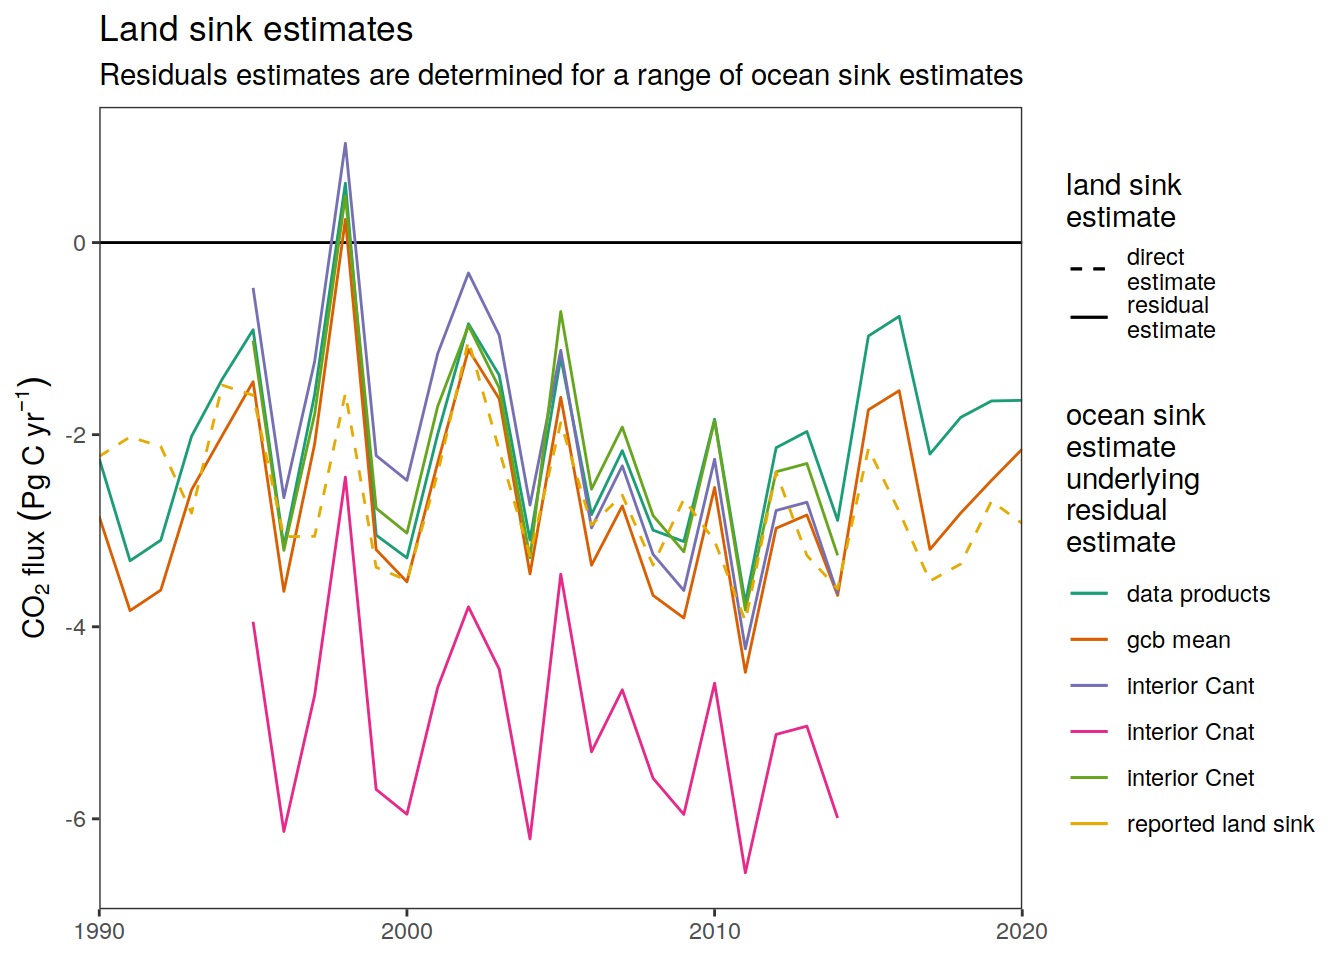 Land sink estimates
Residuals estimates are determined for a range of ocean sink estimates
CO₂ flux (Pg C yr⁻¹)
0
-2
-4
-6
1990
2000
2010
2020
land sink
estimate
direct
estimate
residual
estimate
ocean sink
estimate
underlying
residual
estimate
data products
gcb mean
interior Cant
interior Cnat
interior Cnet
reported land sink